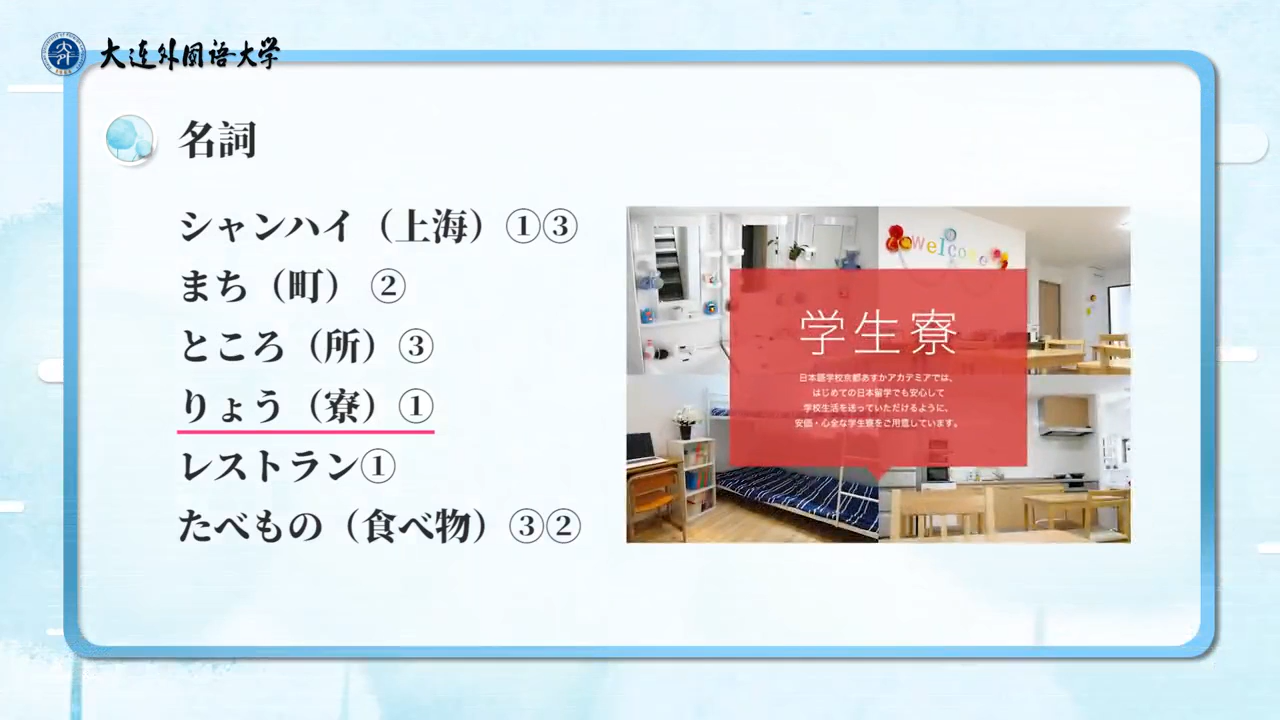 大连外国语大学
名詞
シャンハイ（上海）①③
まち（町）②
ところ（所）③
りょう（寮）①
レストラン①
たべもの（食べ物）③②
welcome
学生寮
日本語学校京都あすかアカデミアでは、
はじめての日本留学でも安心して
学校生活を送っていただけるように、
安価・心全な学生寮をご用意しています。